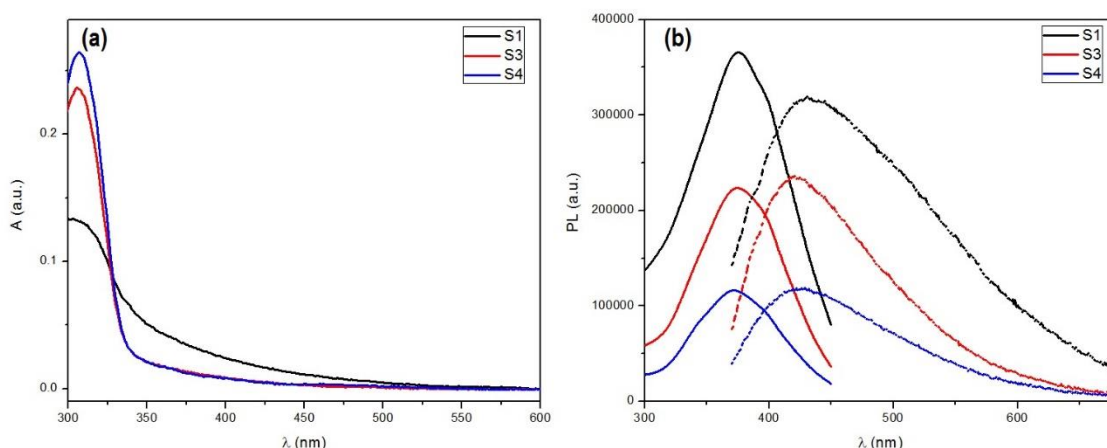 (a)
S1
S3
S4
A (a.u.)
0.2
0.1
0.0
300 350 400 450 500 550 600
λ (nm)
(b)
S1
S3
S4
PL (a.u.)
400000
300000
200000
100000
0
300 400 500 600
λ (nm)